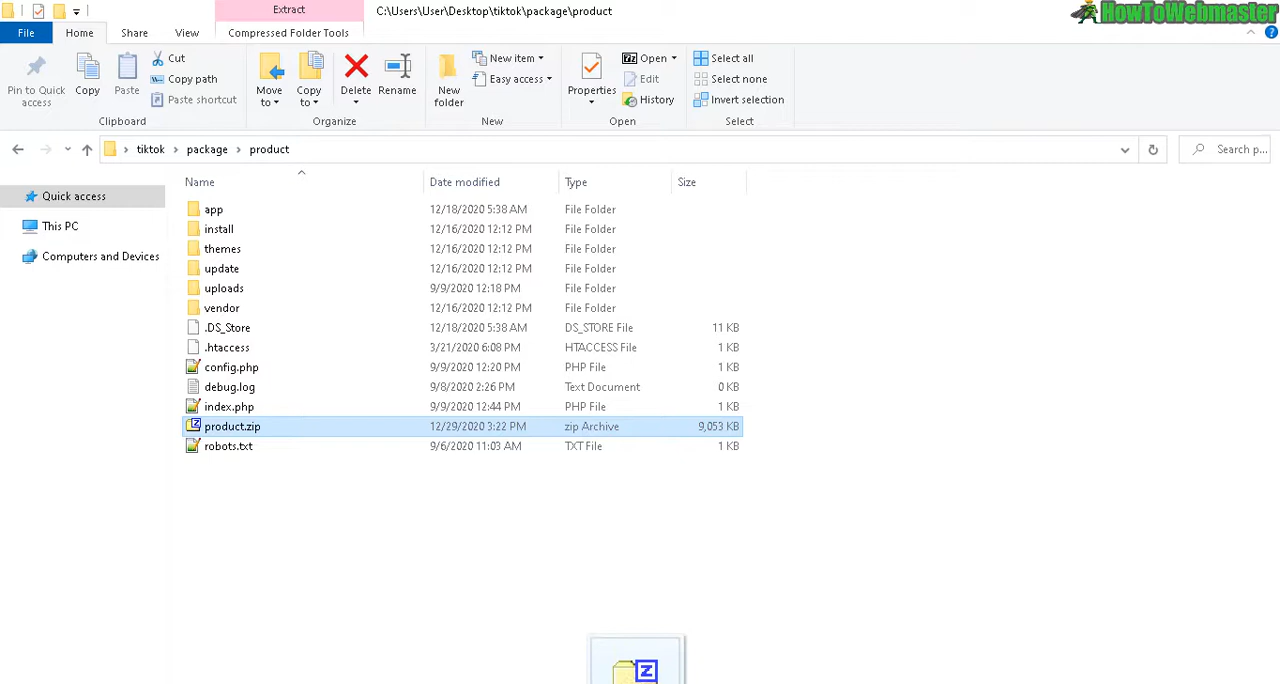 Extract
C:\Users\User\Desktop\tiktok\package\product
HowToWebmaster
File Home Share View Compressed Folder Tools
Pin to Quick access
Copy
Paste
Cut
Copy path
Paste shortcut
Clipboard
Move to
Copy to
Delete
Rename
Organize
New folder
New item
Easy access
New
Properties
Open
Edit
History
Open
Select all
Select none
Invert selection
Select
tiktok package product
Search p...
Quick access
This PC
Computers and Devices
Name Date modified Type Size
app 12/18/2020 5:38 AM File Folder
install 12/16/2020 12:12 PM File Folder
themes 12/16/2020 12:12 PM File Folder
update 12/16/2020 12:12 PM File Folder
uploads 9/9/2020 12:18 PM File Folder
vendor 12/16/2020 12:12 PM File Folder
.DS_Store 12/18/2020 5:38 AM DS_STORE File 11 KB
.htaccess 3/21/2020 6:08 PM HTACCESS File 1 KB
config.php 9/9/2020 12:20 PM PHP File 1 KB
debug.log 9/8/2020 2:26 PM Text Document 0 KB
index.php 9/9/2020 12:44 PM PHP File 1 KB
product.zip 12/29/2020 3:22 PM zip Archive 9,053 KB
robots.txt 9/6/2020 11:03 AM TXT File 1 KB